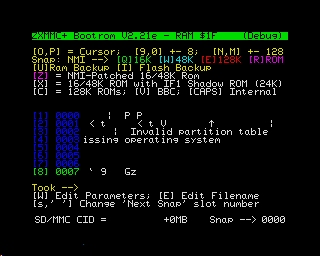 ZXMMC+ Bootrom V2.21e - RAM $1F (Debug)
[O,P] = Cursor; [9,0] +- 8; [N,M] +- 128
Snap: NMI --> [Q]16K [W]48K [E]128K [R]ROM
[U]Ram Backup [I] Flash Backup
[Z] = NMI-Patched 16/48K Rom
[X] = 16/48K ROM with IF1 Shadow ROM (24K)
[C] = 128K ROMs; [V] BBC; [CAPS] Internal
[1] 0000 ¦ P P
[2] 0001 < t < t V ↑ ¦
[3] 0002 ¦ Invalid partition table
[4] 0003 issing operating system
[5] 0004
[6] 0005
[7] 0006
[8] 0007 ` 9 Gz
Took -->
[W] Edit Parameters; [E] Edit Filename
[s,' '] Change 'Next Snap' slot number
SD/MMC CID = +0MB Snap --> 0000